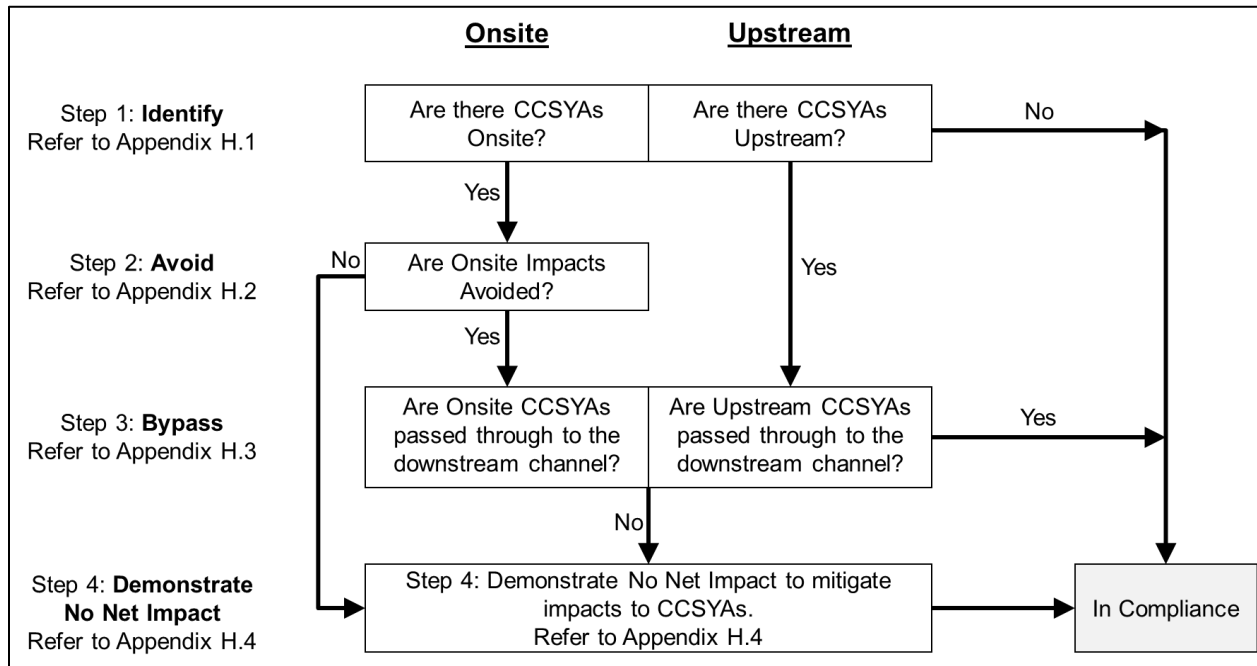 Onsite
Upstream
Step 1: Identify
Refer to Appendix H.1
Are there CCSYAs
Onsite?
Are there CCSYAs
Upstream?
No
Yes
Step 2: Avoid
Refer to Appendix H.2
No
Are Onsite Impacts
Avoided?
Yes
Yes
Step 3: Bypass
Refer to Appendix H.3
Are Onsite CCSYAs
passed through to the
downstream channel?
Are Upstream CCSYAs
passed through to the
downstream channel?
Yes
No
Step 4: Demonstrate
No Net Impact
Refer to Appendix H.4
Step 4: Demonstrate No Net Impact to mitigate
impacts to CCSYAs.
Refer to Appendix H.4
In Compliance